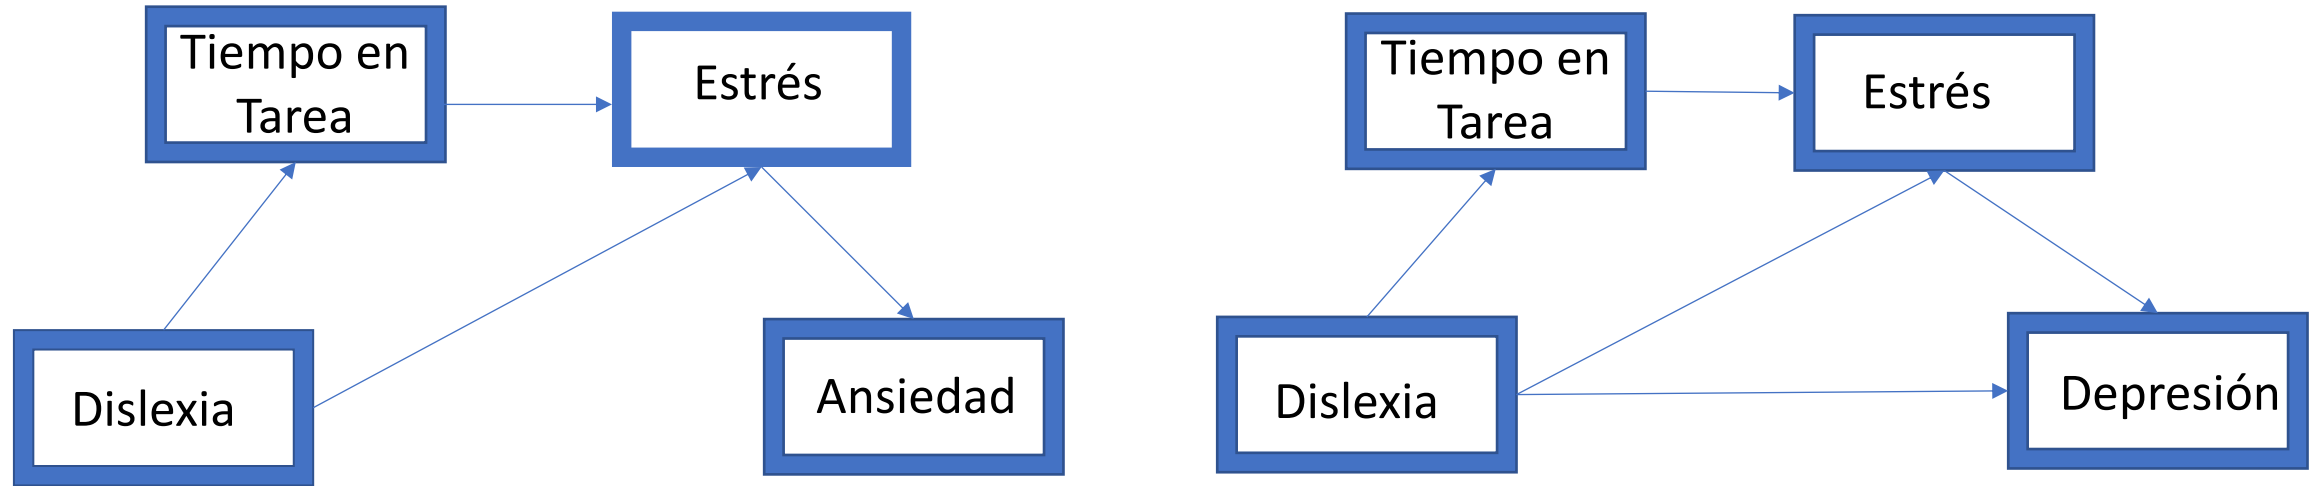 Tiempo en
Tarea
Estrés
Dislexia
Ansiedad
Tiempo en
Tarea
Estrés
Dislexia
Depresión